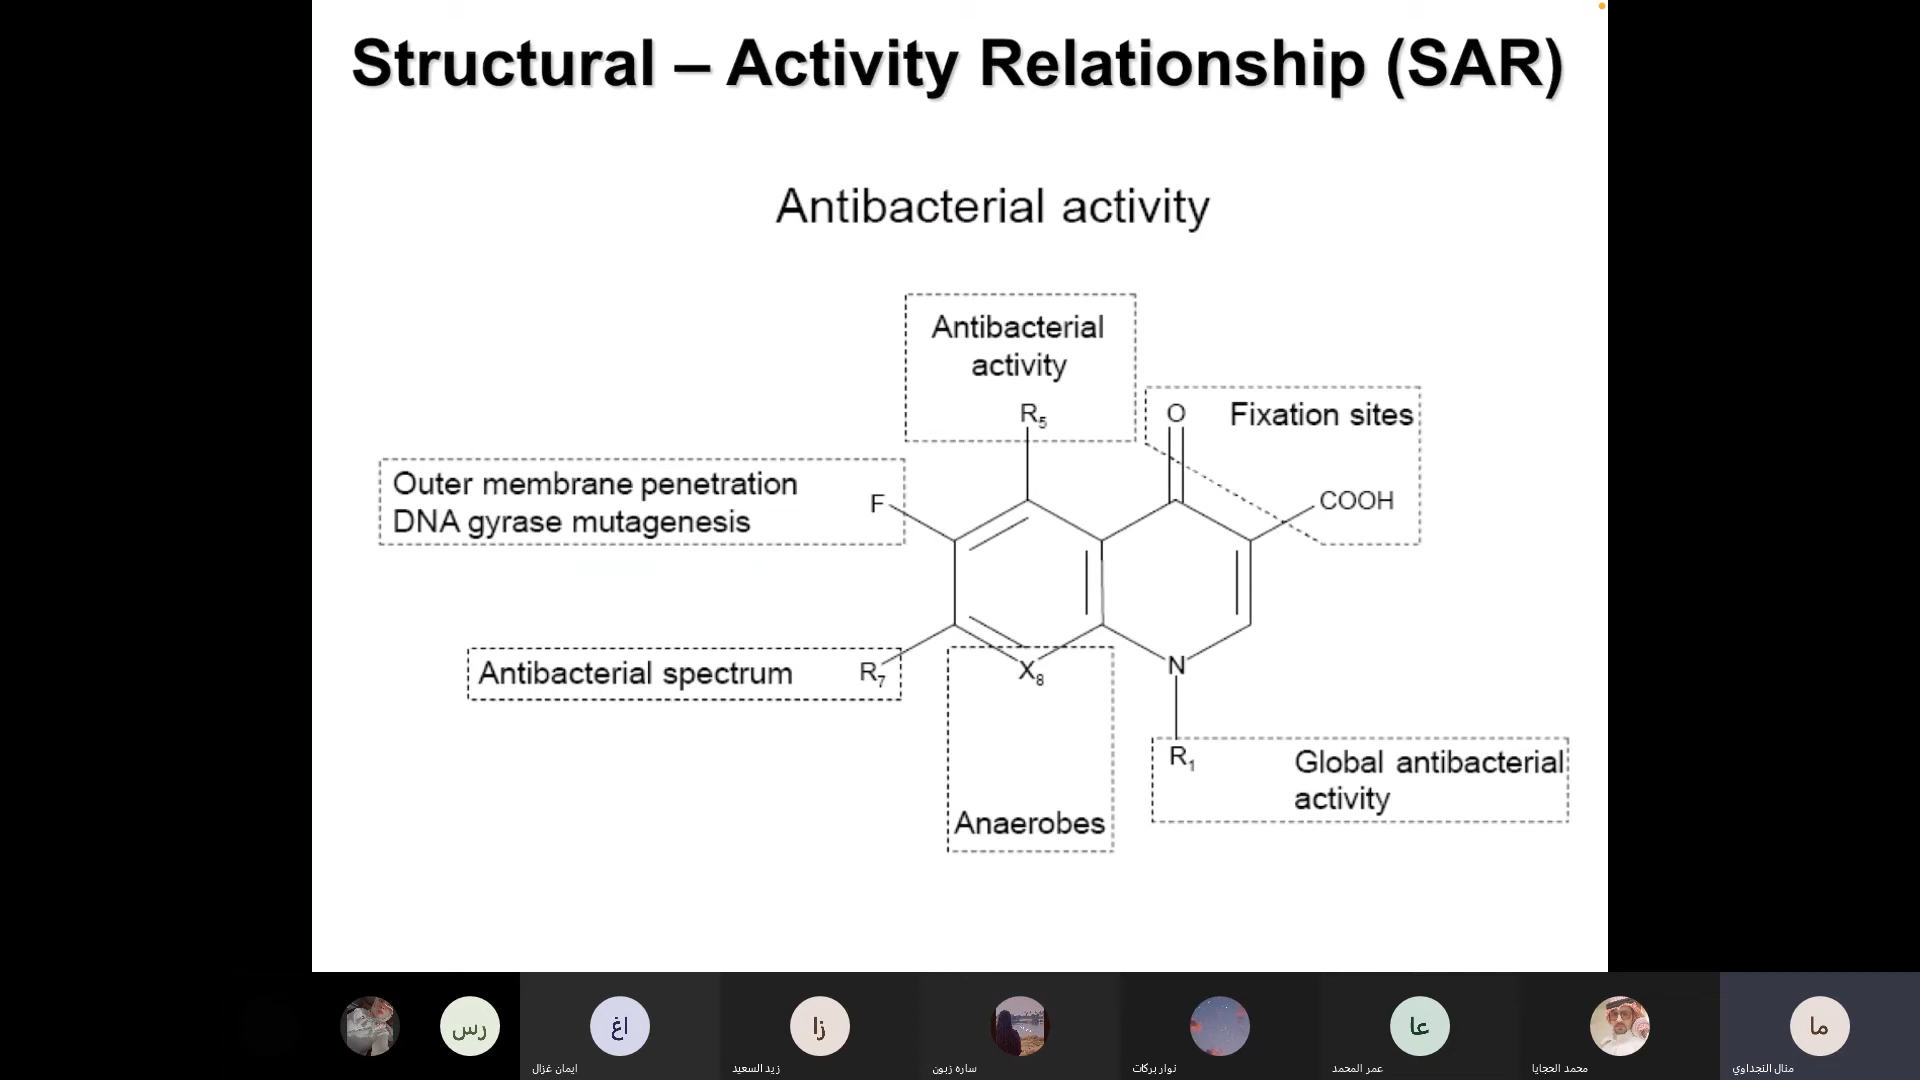 Structural – Activity Relationship (SAR)
Antibacterial activity
Antibacterial
activity
R5
O
Fixation sites
Outer membrane penetration
DNA gyrase mutagenesis
F
COOH
Antibacterial spectrum
R7
X8
N
R1
Global antibacterial
activity
Anaerobes
رس
اغ
زا
عا
ما
ايمان غزال
زيد السعيد
ساره زبون
نوار بركات
عمر المحمد
محمد الحجايا
منال النجداوي